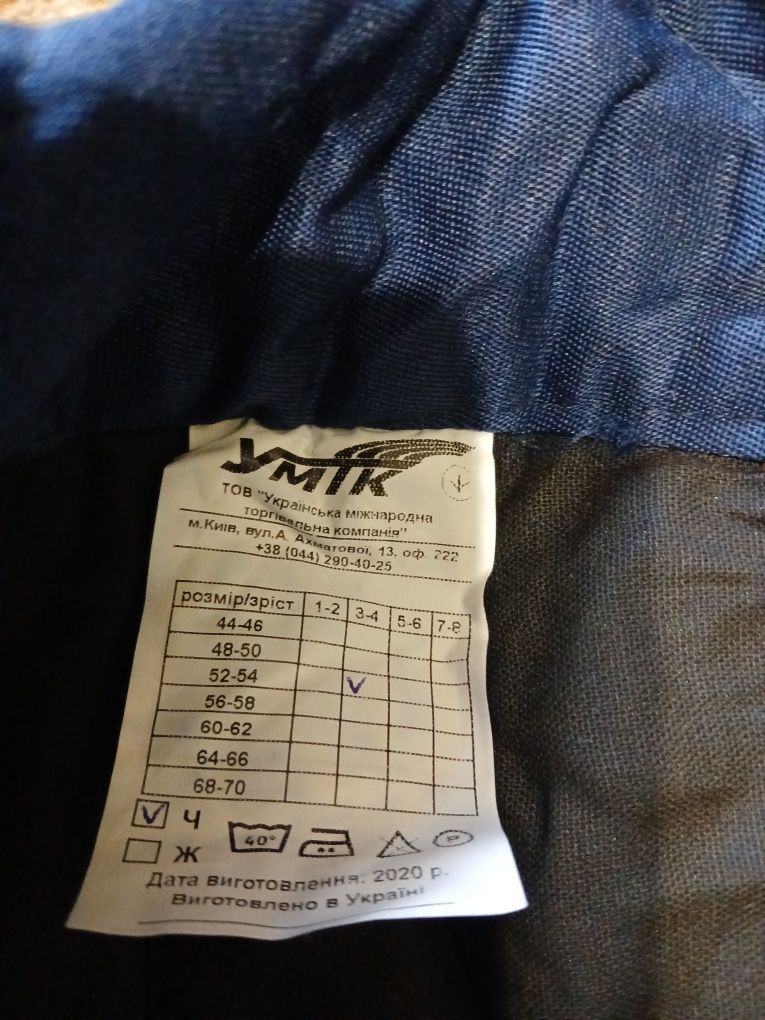 УМТК
ТОВ "Українська міжнародна
торгівельна компанія"
м.Київ, вул.А. Ахматової, 13, оф. 222
+38 (044) 290-40-25
розмір/зріст 1-2 3-4 5-6 7-8
44-46
48-50
52-54 V
56-58
60-62
64-66
68-70
V Ч
Ж 40° P
Дата виготовлення: 2020 р.
Виготовлено в Україні